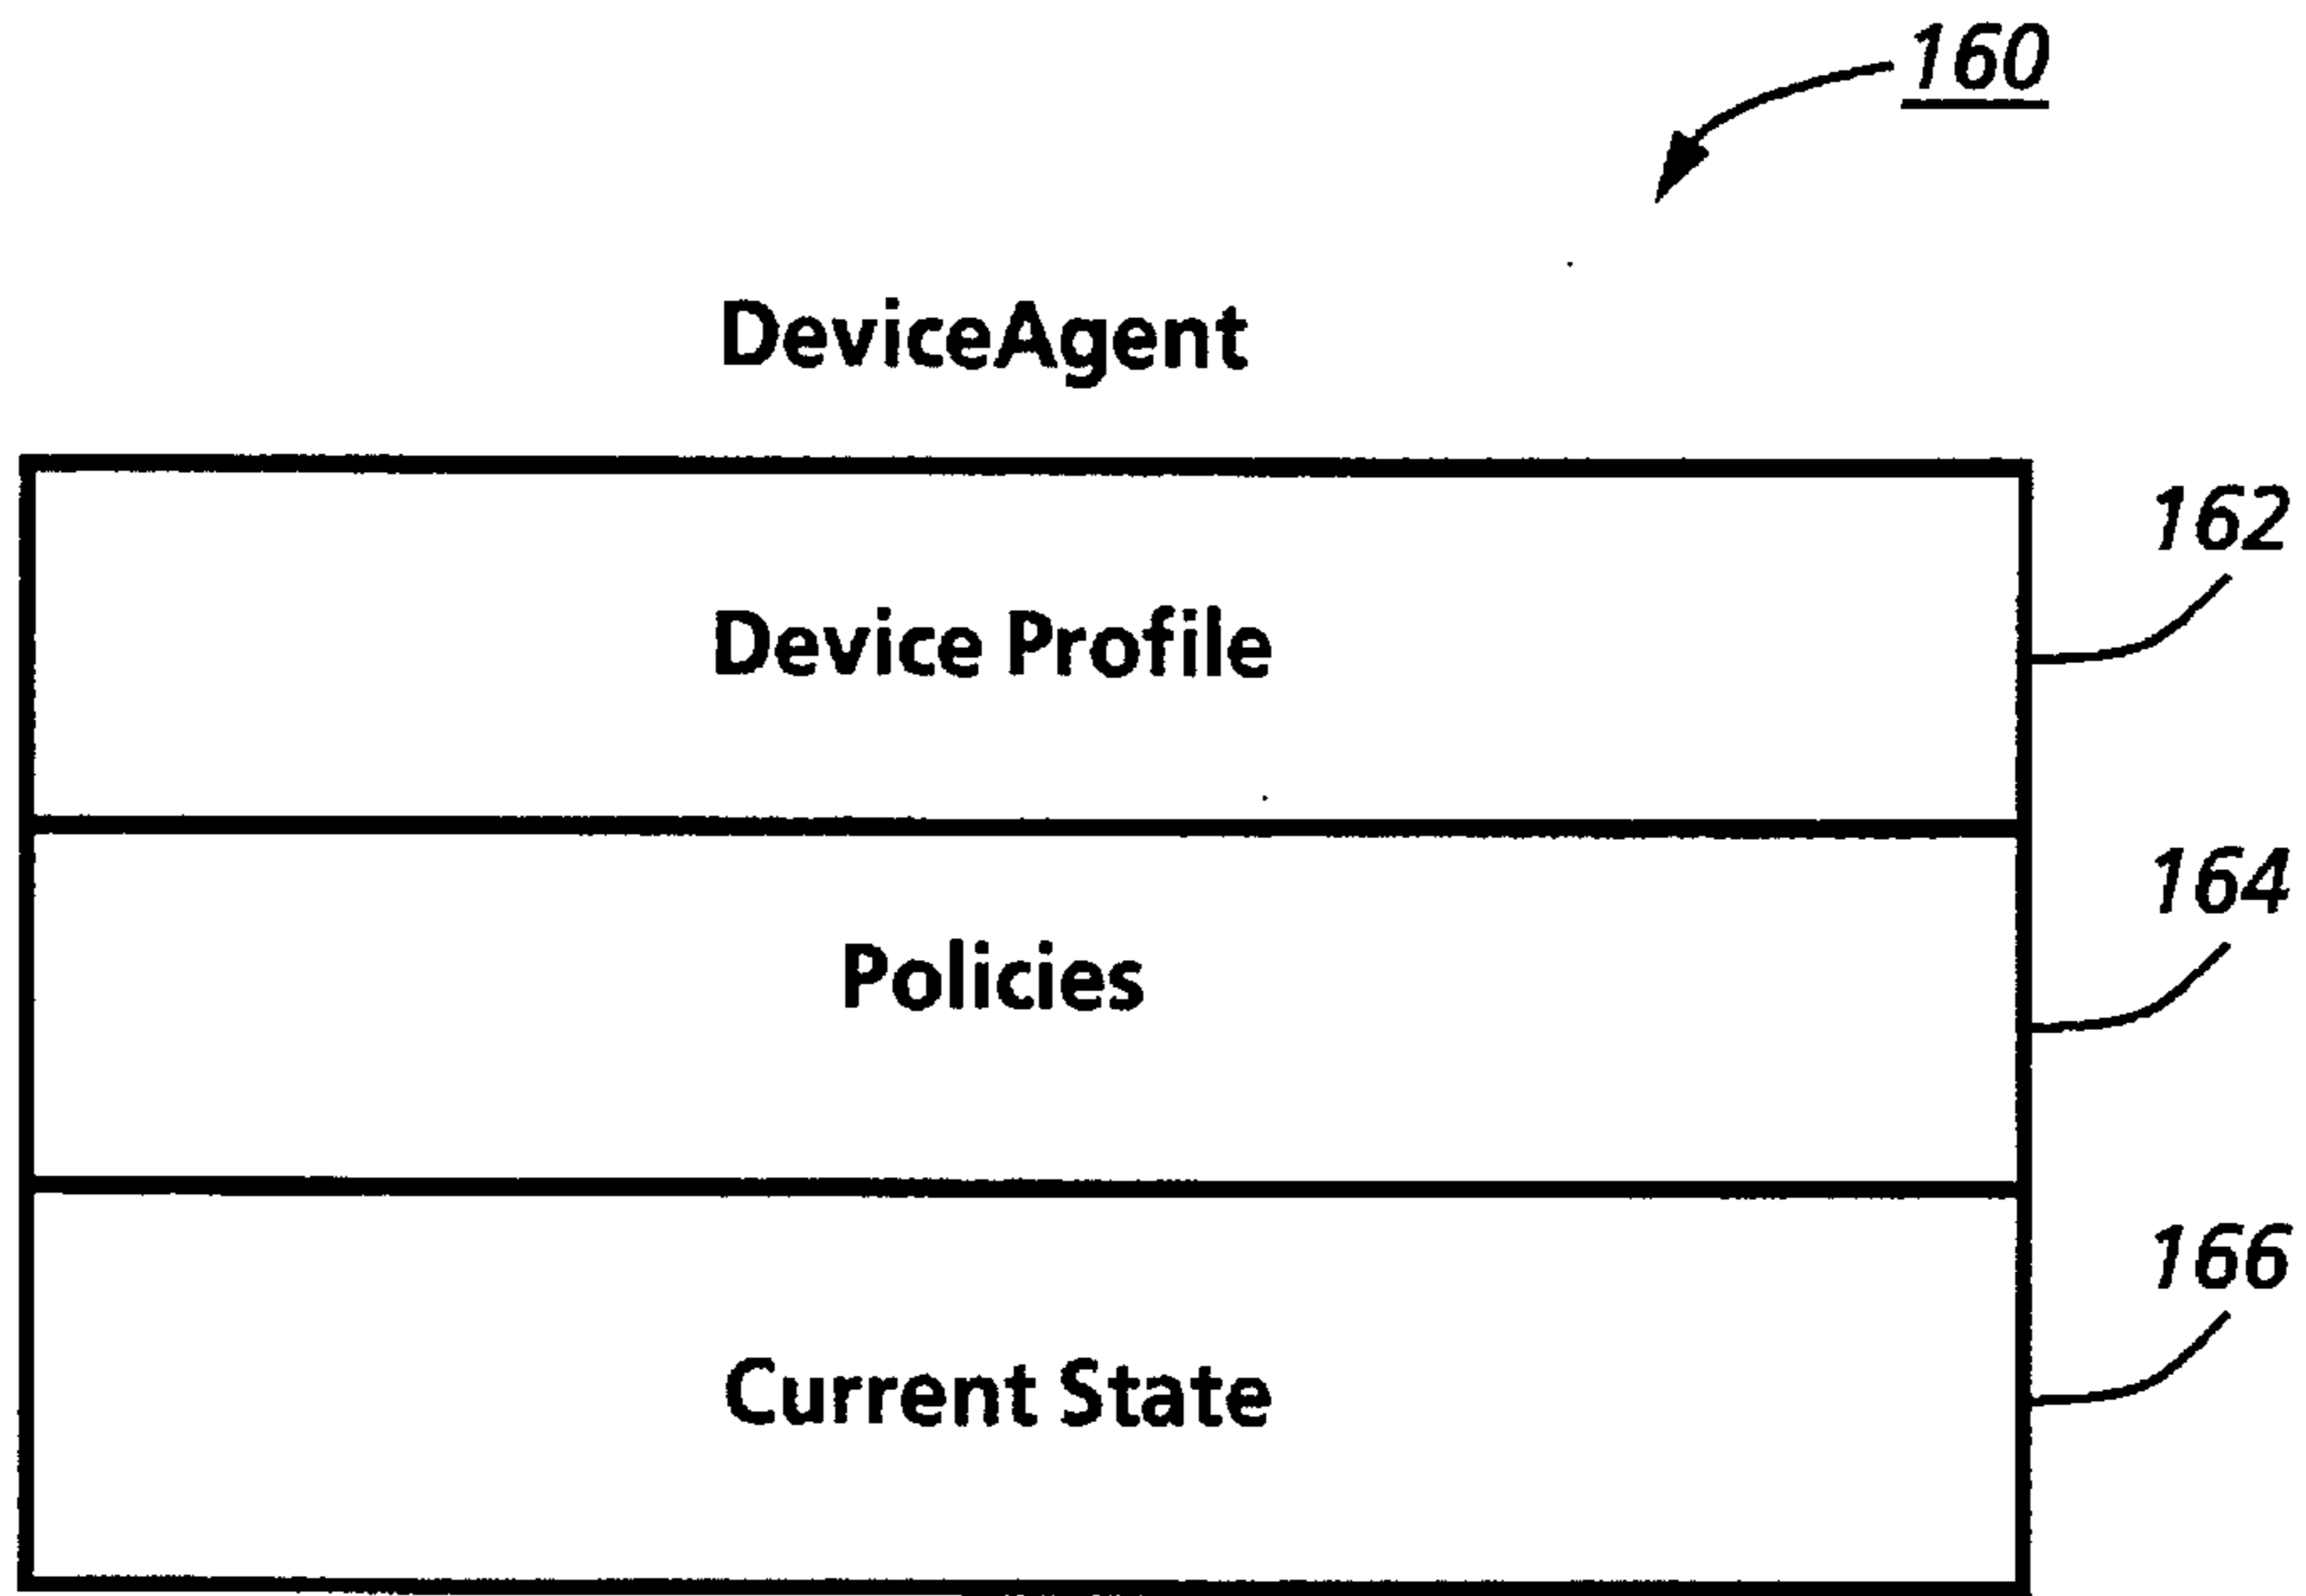 160
DeviceAgent
162
Device Profile
164
Policies
166
Current State